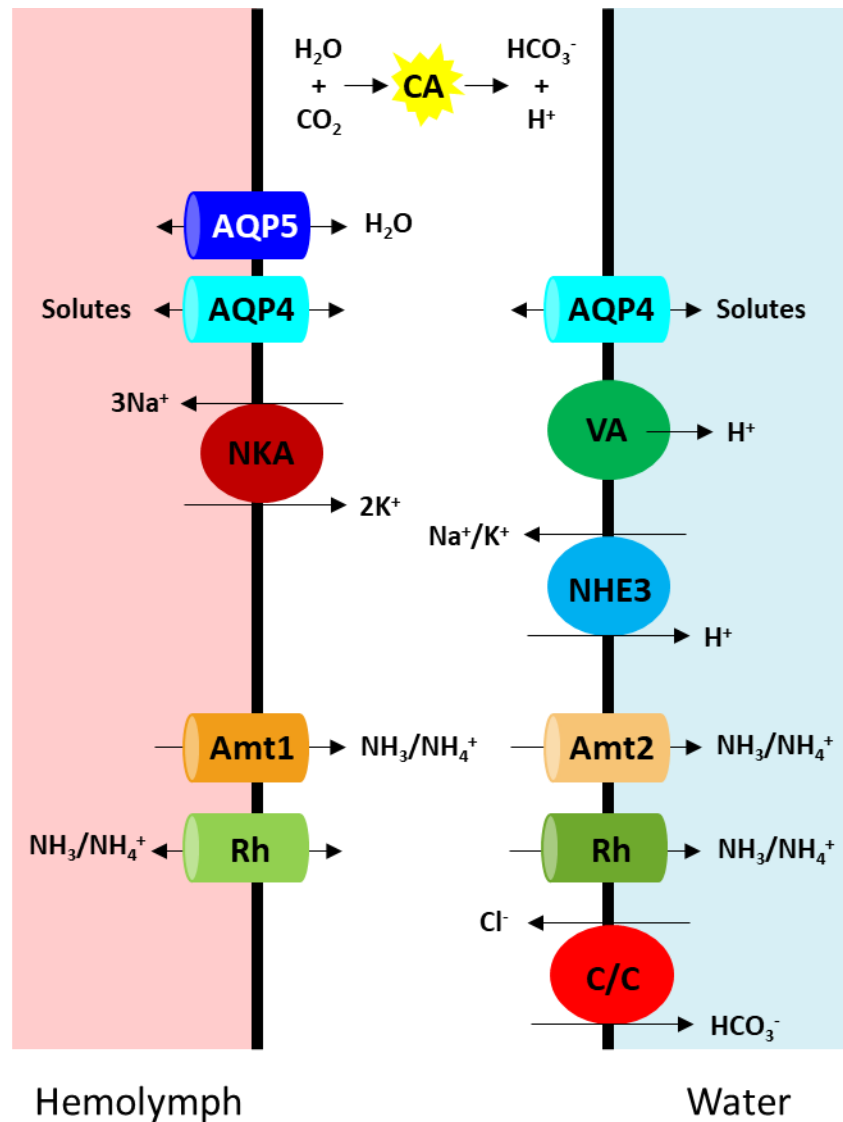 H₂O
+
CO₂
CA
HCO₃⁻
+
H⁺
AQP5
H₂O
Solutes
AQP4
AQP4
Solutes
3Na⁺
NKA
2K⁺
VA
H⁺
Na⁺/K⁺
NHE3
H⁺
Amt1
NH₃/NH₄⁺
Amt2
NH₃/NH₄⁺
NH₃/NH₄⁺
Rh
Rh
NH₃/NH₄⁺
Cl⁻
C/C
HCO₃⁻
Hemolymph
Water